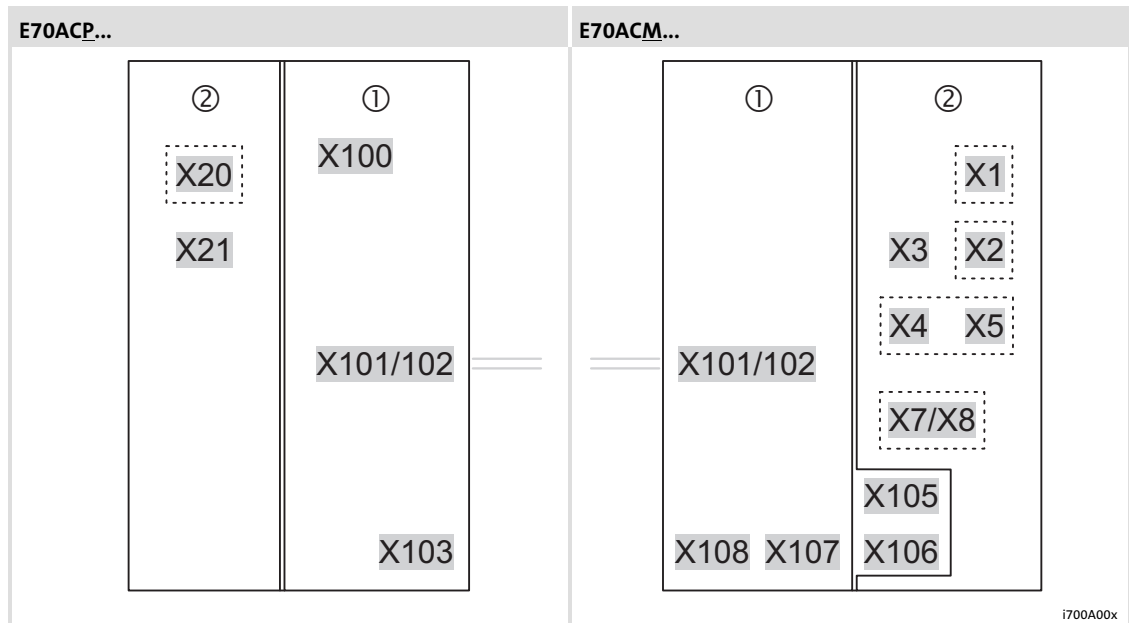 E70ACP...
E70ACM...
② ①
X20
X100
X21
X101/102
X103
① ②
X1
X3 X2
X4 X5
X101/102
X7/X8
X105
X108 X107 X106
i700A00x